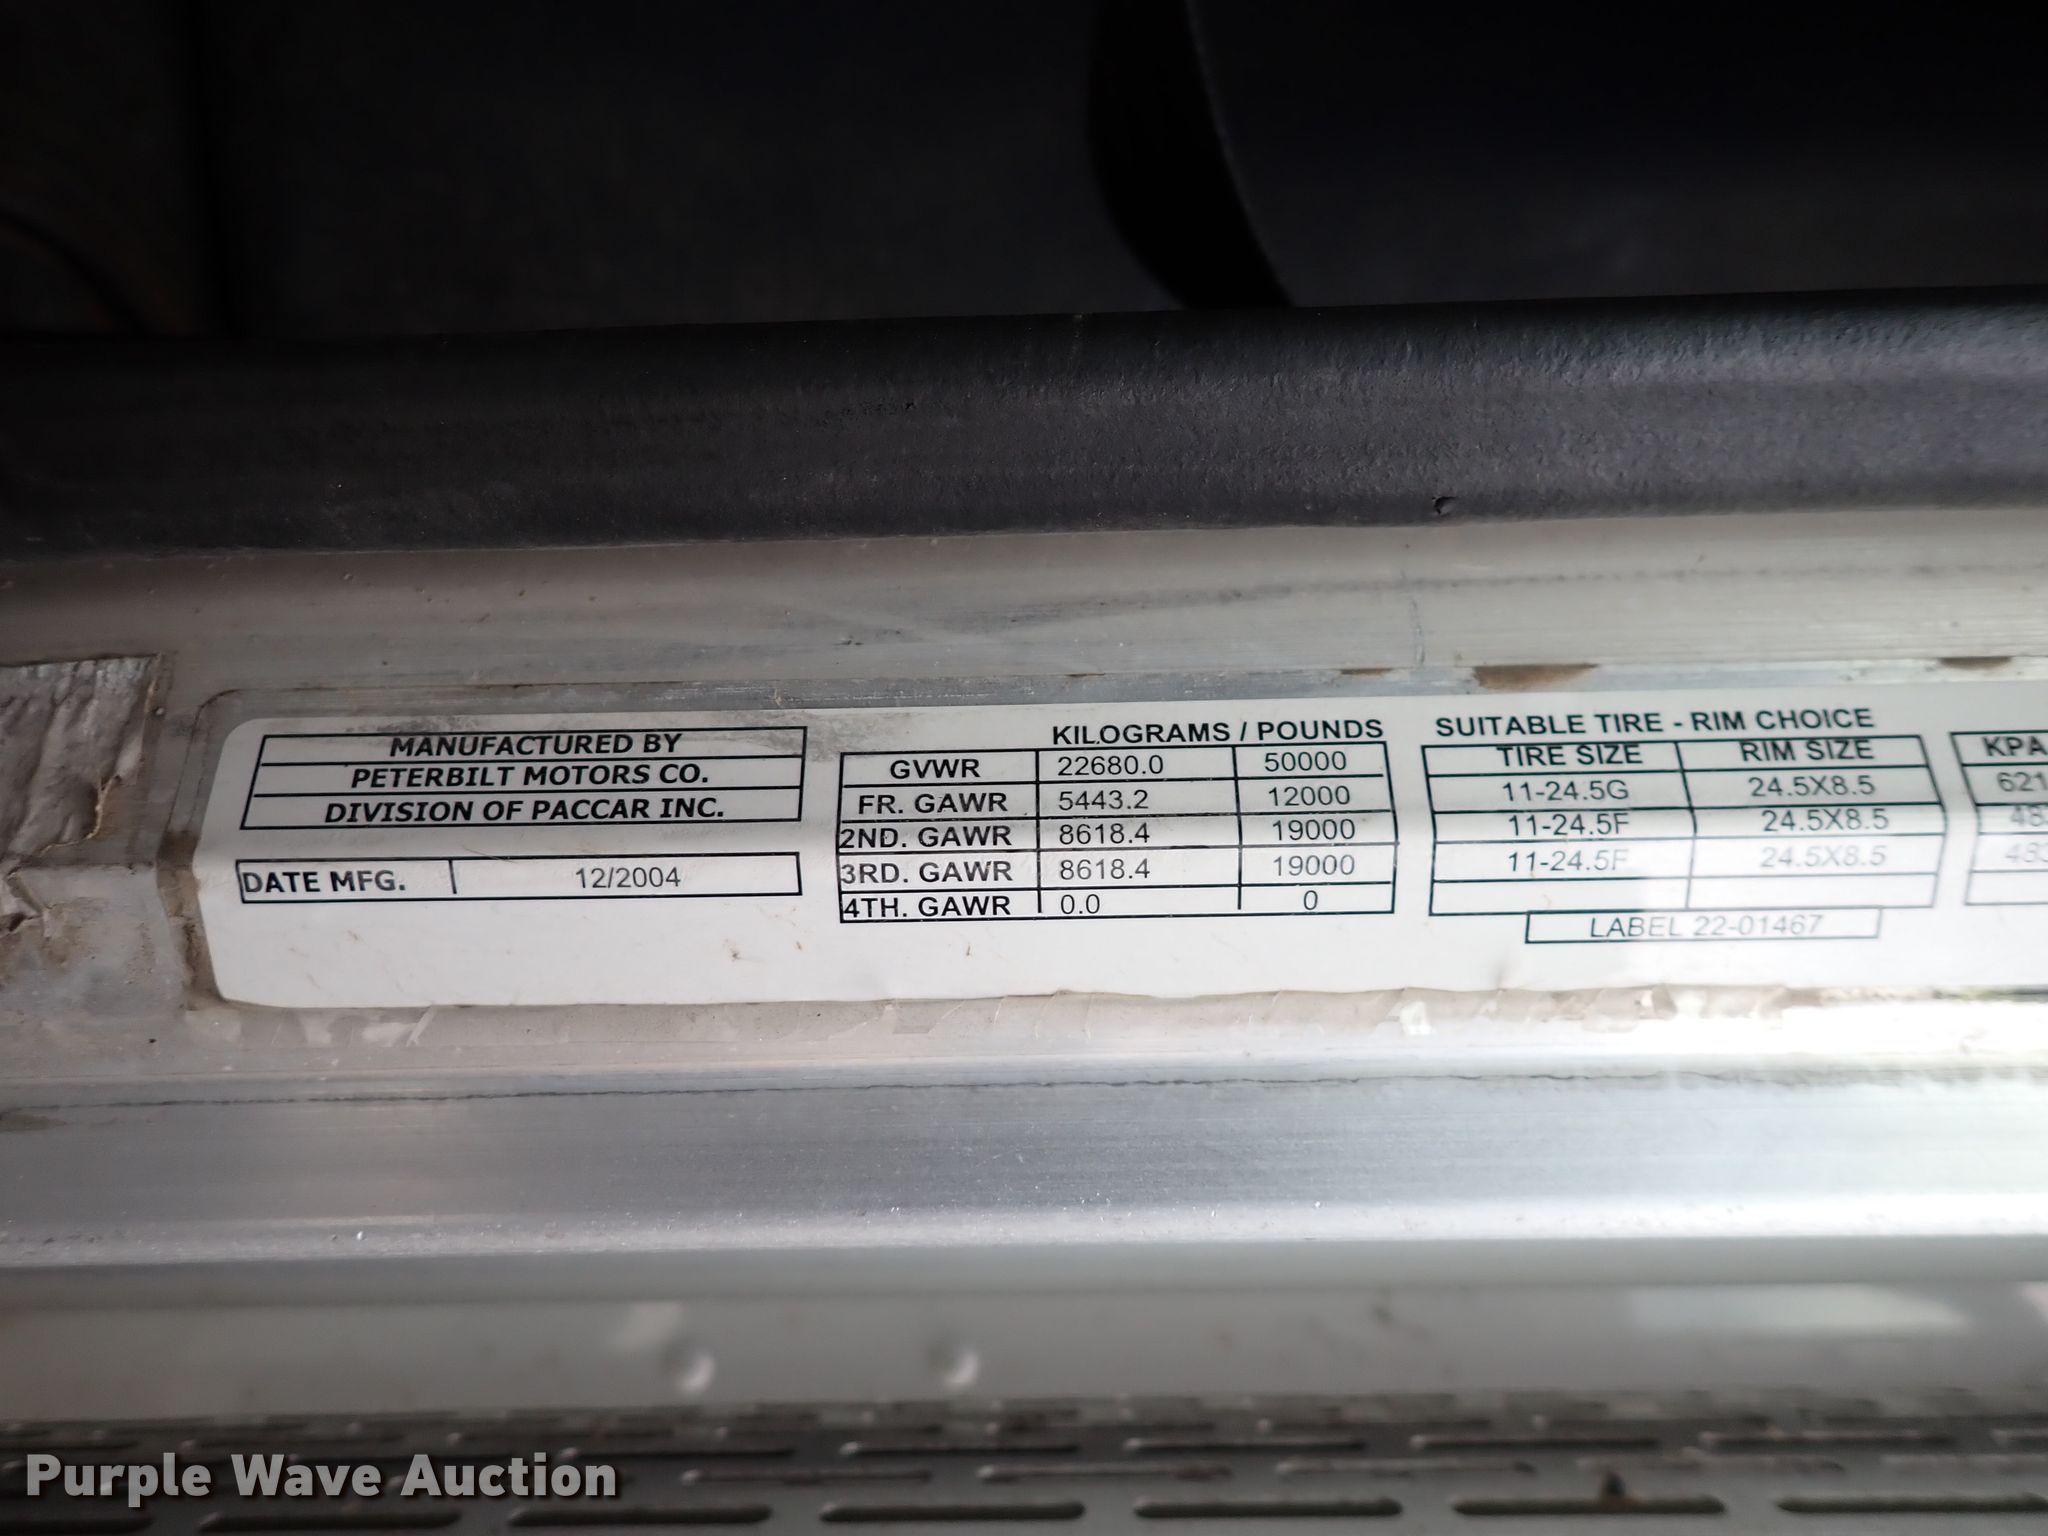 MANUFACTURED BY
PETERBILT MOTORS CO.
DIVISION OF PACCAR INC.
DATE MFG. 12/2004
KILOGRAMS / POUNDS
GVWR 22680.0 50000
FR. GAWR 5443.2 12000
2ND. GAWR 8618.4 19000
3RD. GAWR 8618.4 19000
4TH. GAWR 0.0 0
SUITABLE TIRE - RIM CHOICE
TIRE SIZE RIM SIZE
11-24.5G 24.5X8.5
11-24.5F 24.5X8.5
11-24.5F 24.5X8.5
LABEL 22-01467
KPA
621
Purple Wave Auction